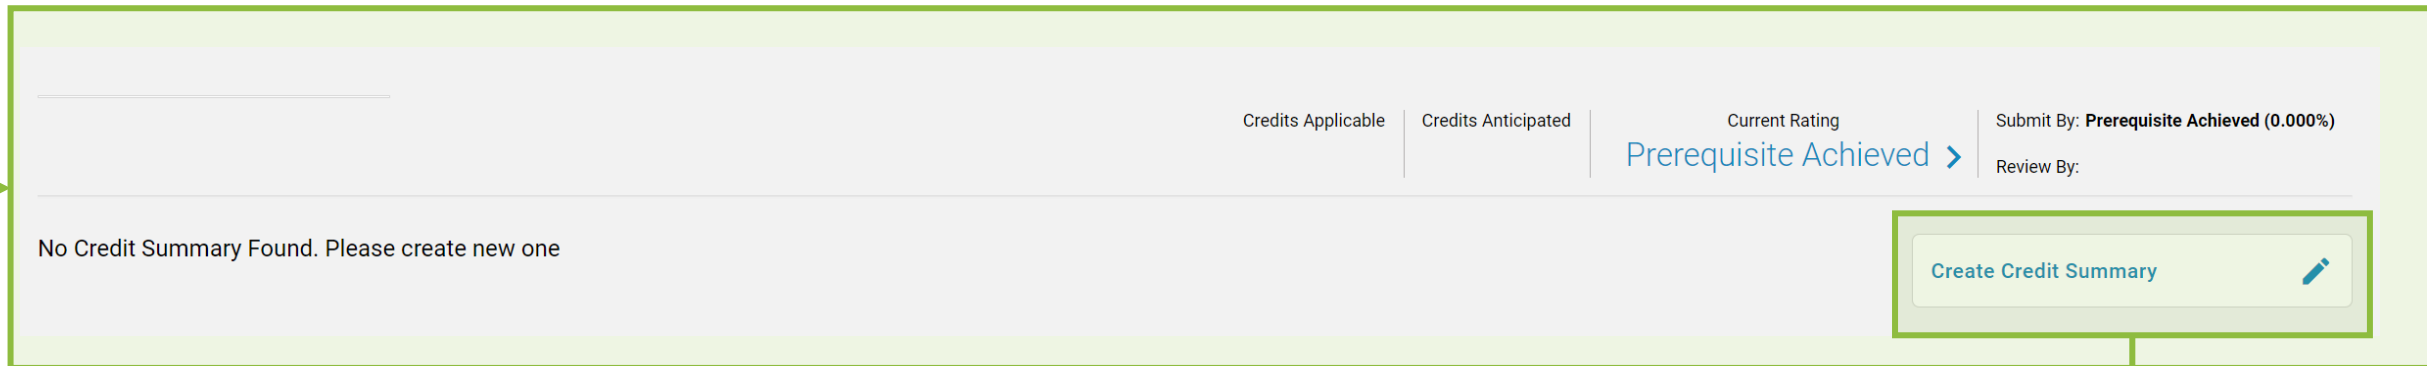 Credits Applicable
Credits Anticipated
Current Rating
Prerequisite Achieved
Submit By: Prerequisite Achieved (0.000%)
Review By:
No Credit Summary Found. Please create new one
Create Credit Summary